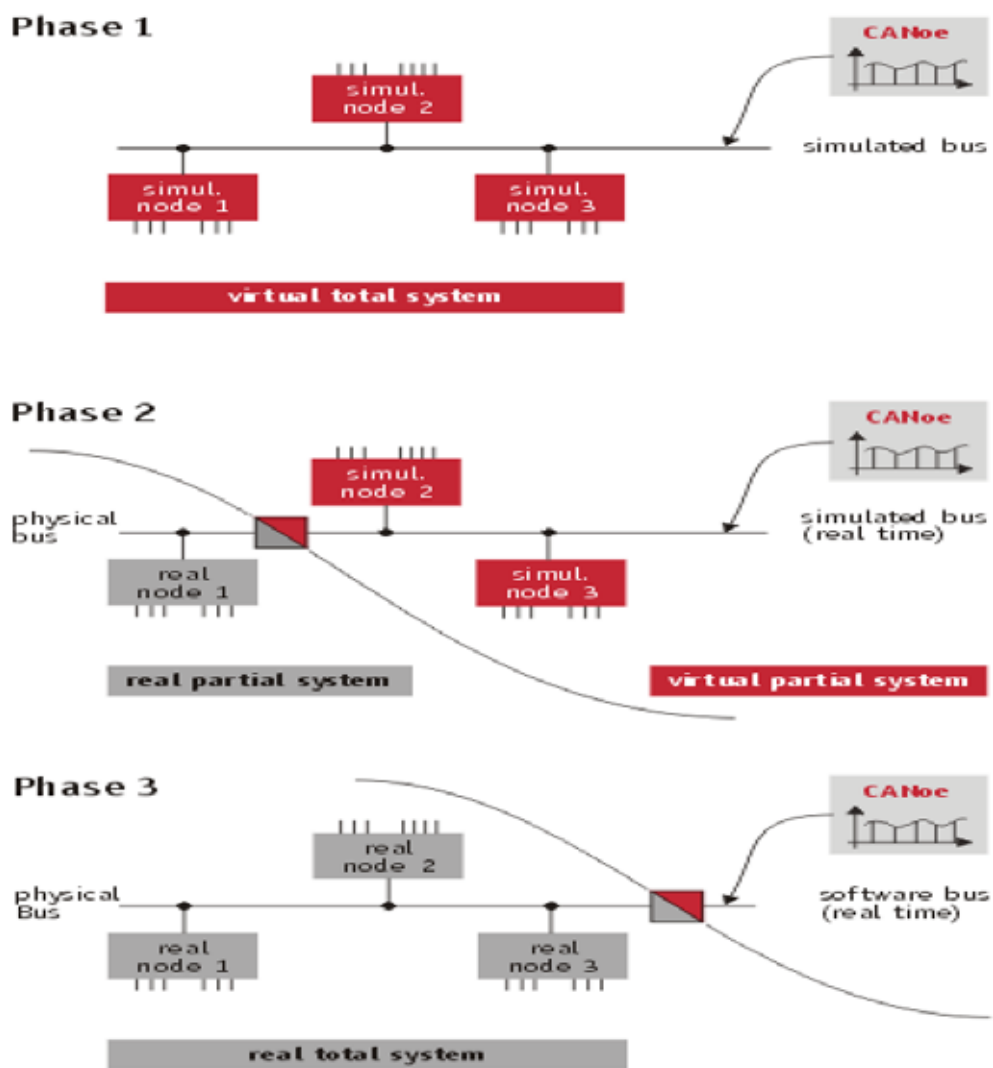 Phase 1
CANoe
simul.
node 2
simulated bus
simul.
node 1
simul.
node 3
virtual total system
Phase 2
CANoe
simul.
node 2
physical
bus
simulated bus
(real time)
real
node 1
simul.
node 3
real partial system
virtual partial system
Phase 3
CANoe
real
node 2
physical
Bus
software bus
(real time)
real
node 1
real
node 3
real total system